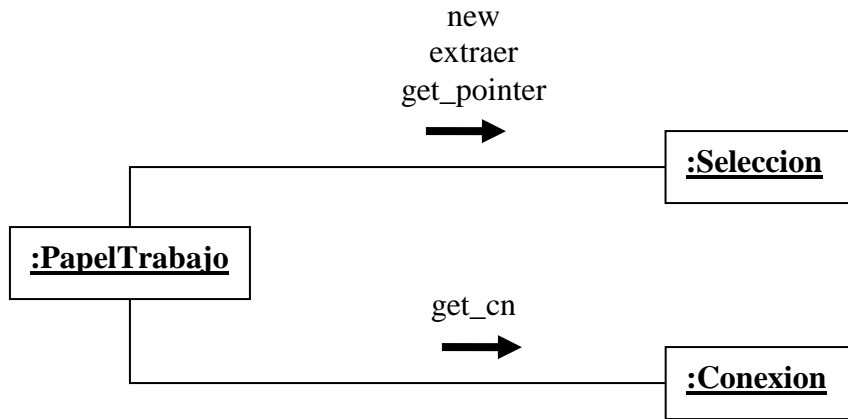 new
extraer
get_pointer
:Seleccion
:PapelTrabajo
get_cn
:Conexion